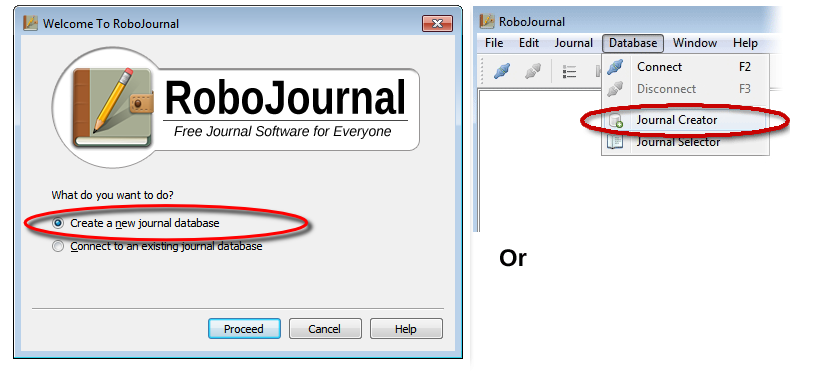 Welcome To RoboJournal
RoboJournal
Free Journal Software for Everyone
What do you want to do?
Create a new journal database
Connect to an existing journal database
Proceed Cancel Help
RoboJournal
File Edit Journal Database Window Help
Connect F2
Disconnect F3
Journal Creator
Journal Selector
Or